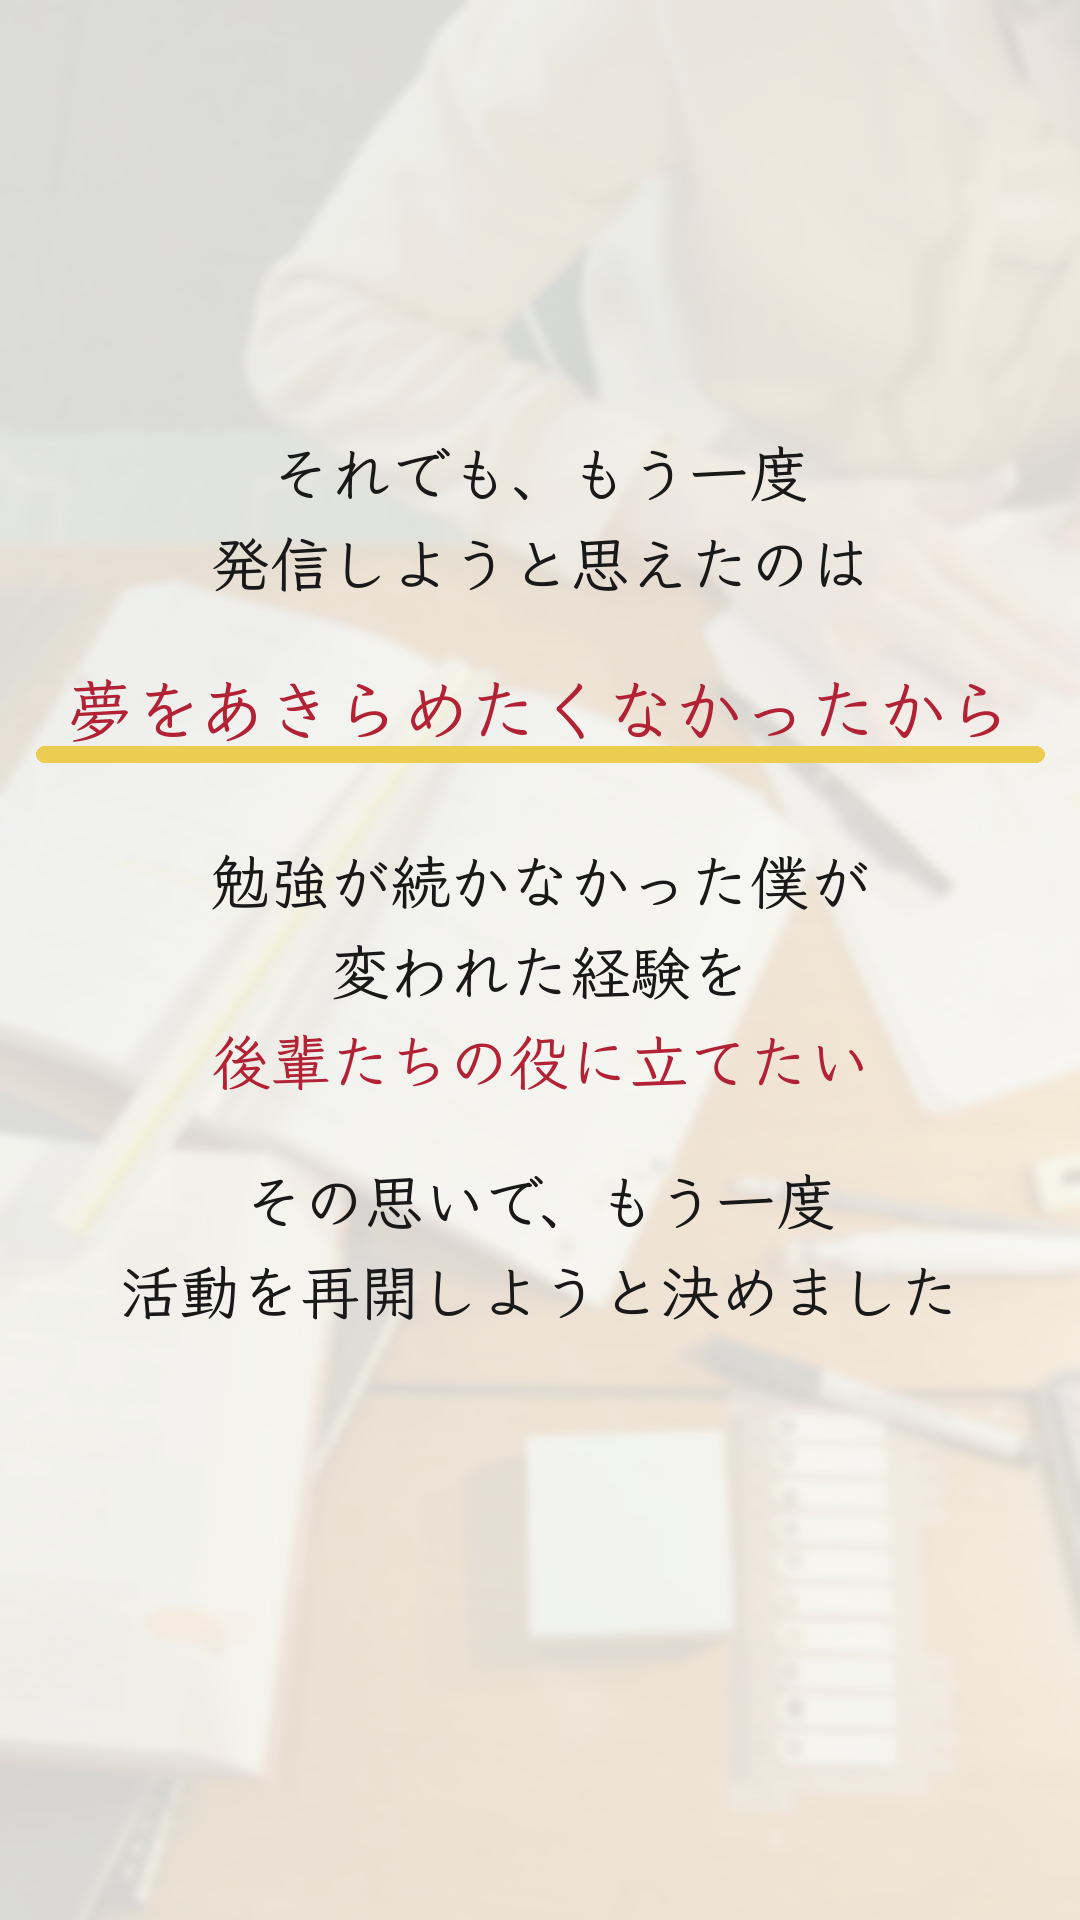 それでも、もう一度
発信しようと思えたのは
夢をあきらめたくなかったから
勉強が続かなかった僕が
変われた経験を
後輩たちの役に立てたい
その思いで、もう一度
活動を再開しようと決めました